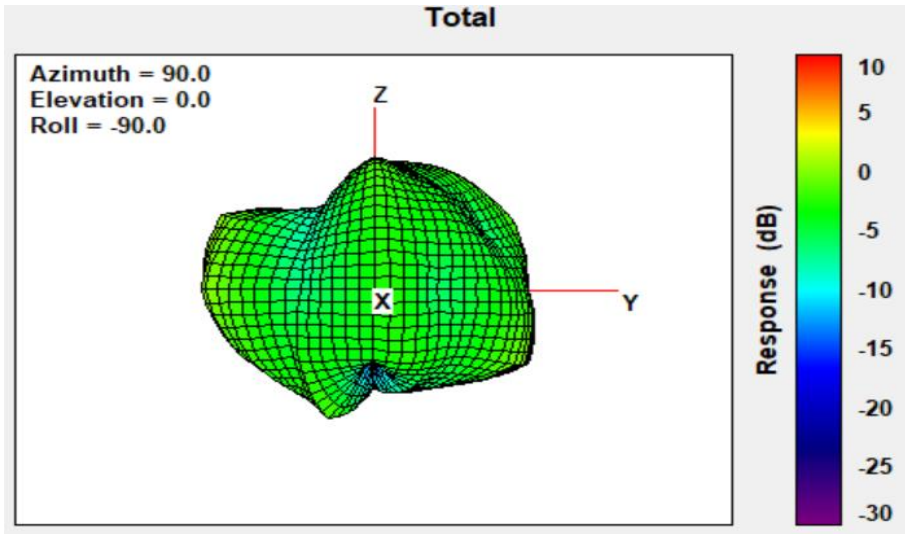 Total
Azimuth = 90.0
Elevation = 0.0
Roll = -90.0
Z
X
Y
Response (dB)
10
5
0
-5
-10
-15
-20
-25
-30